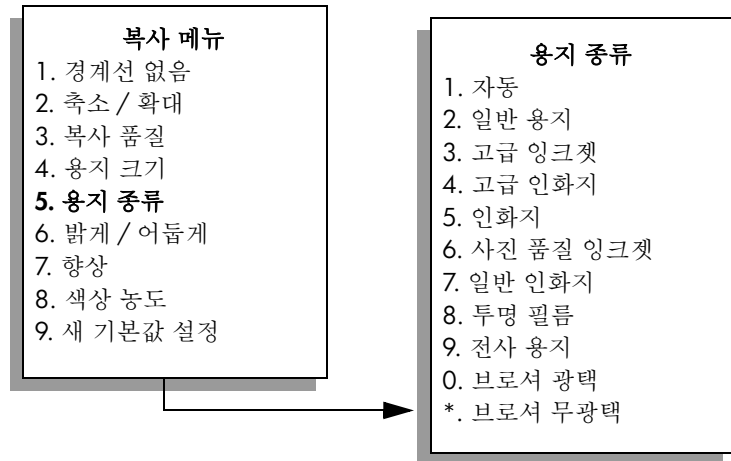 복사 메뉴
1. 경계선 없음
2. 축소 / 확대
3. 복사 품질
4. 용지 크기
5. 용지 종류
6. 밝게 / 어둡게
7. 향상
8. 색상 농도
9. 새 기본값 설정
용지 종류
1. 자동
2. 일반 용지
3. 고급 잉크젯
4. 고급 인화지
5. 인화지
6. 사진 품질 잉크젯
7. 일반 인화지
8. 투명 필름
9. 전사 용지
0. 브로셔 광택
*. 브로셔 무광택